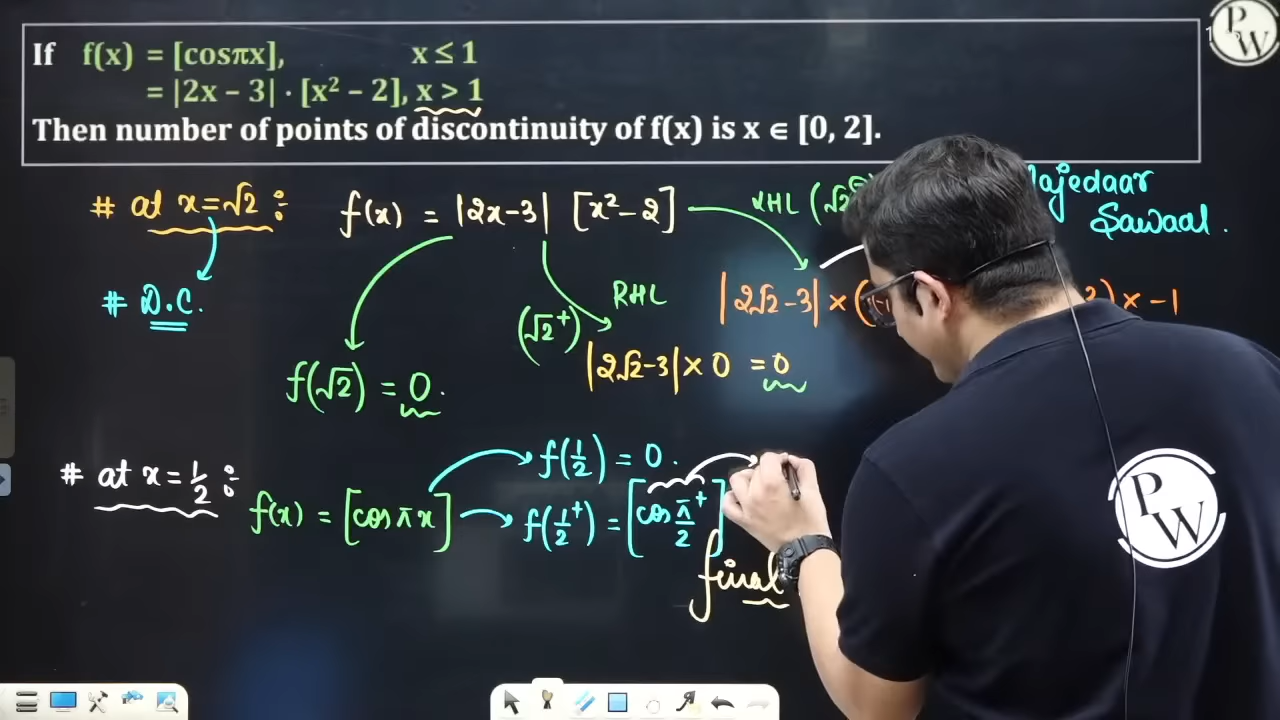 If f(x) = [cosπx], x ≤ 1
= |2x – 3| · [x² – 2], x > 1
Then number of points of discontinuity of f(x) is x ∈ [0, 2].
PW
# at x=√2 : f(x) = |2x-3| [x²-2] RHL
Sawaal.
# D.C.
(√2⁺) RHL
|2√2-3| × × -1
|2√2-3| × 0 = 0
f(√2) = 0.
# at x = 1/2 :
f(1/2) = 0.
f(x) = [cos πx]
f(1/2⁺) = [cos π/2⁺]
final
PW